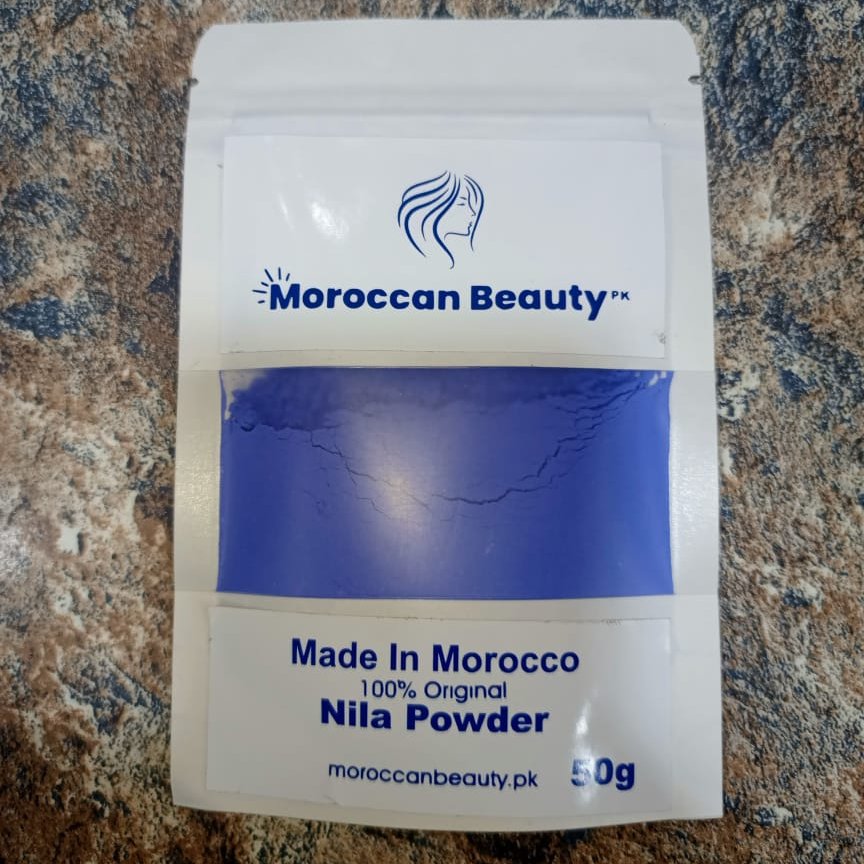 Moroccan Beauty PK
Made In Morocco
100% Original
Nila Powder
moroccanbeauty.pk 50g